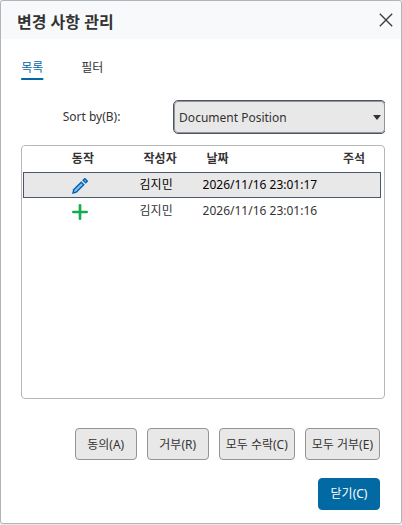 변경 사항 관리
목록 필터
Sort by(B): Document Position
동작 작성자 날짜 주석
김지민 2026/11/16 23:01:17
김지민 2026/11/16 23:01:16
동의(A) 거부(R) 모두 수락(C) 모두 거부(E)
닫기(C)